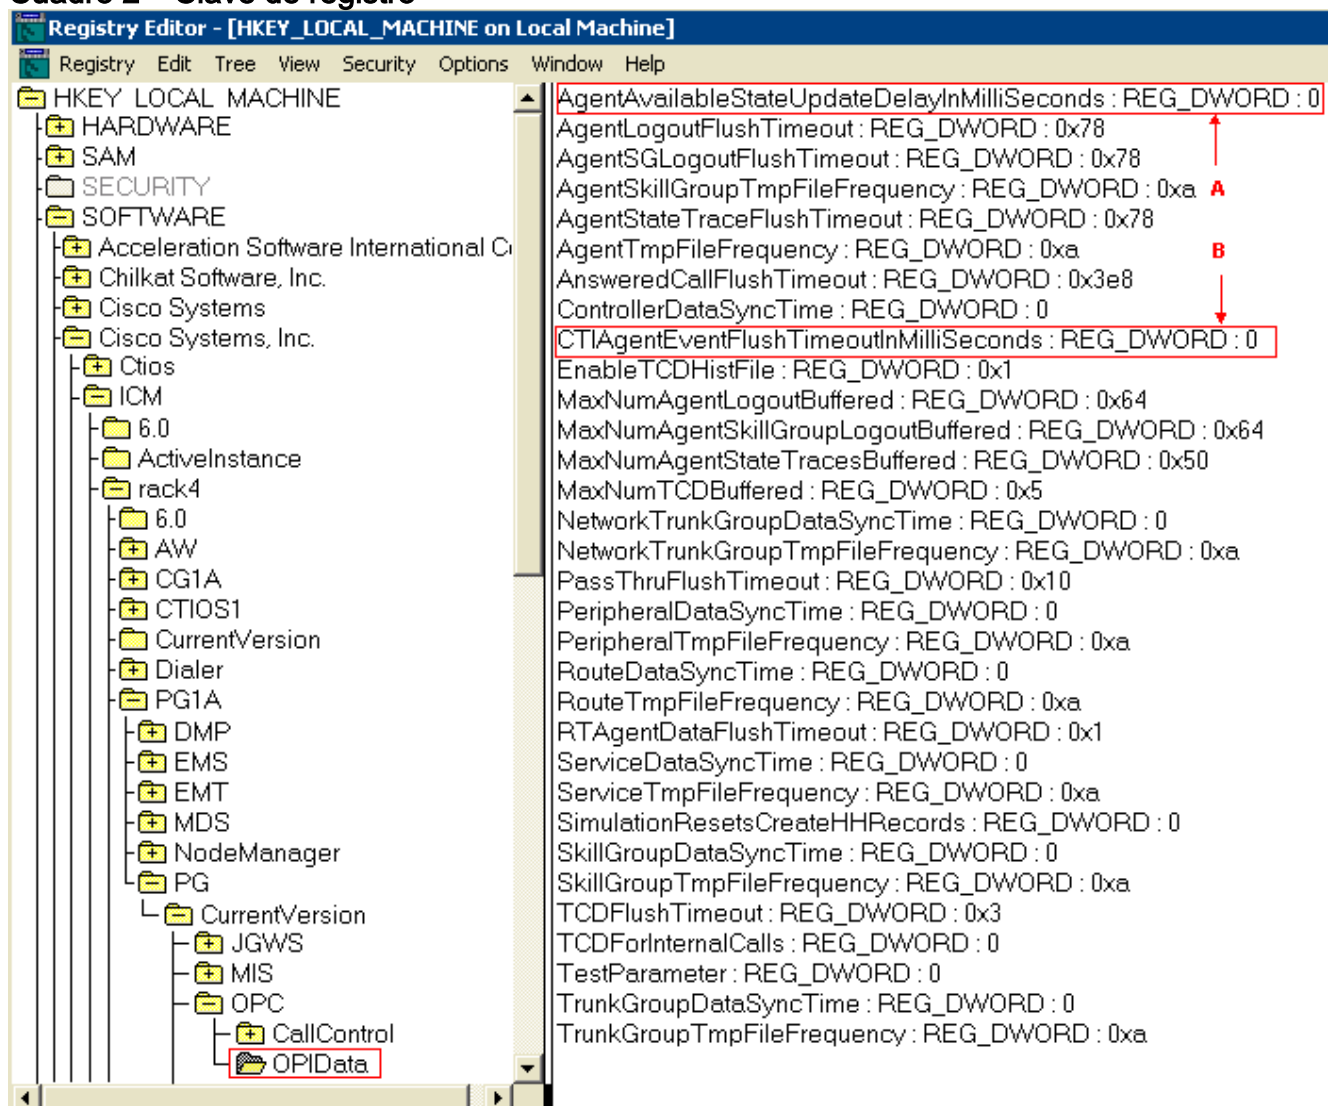 Cuadro 2 – Clave de registro
Registry Editor - [HKEY_LOCAL_MACHINE on Local Machine]
Registry Edit Tree View Security Options Window Help
HKEY_LOCAL_MACHINE
HARDWARE
SAM
SECURITY
SOFTWARE
Acceleration Software International Co
Chilkat Software, Inc.
Cisco Systems
Cisco Systems, Inc.
Ctios
ICM
6.0
ActiveInstance
rack4
6.0
AW
CG1A
CTIOS1
CurrentVersion
Dialer
PG1A
DMP
EMS
EMT
MDS
NodeManager
PG
CurrentVersion
JGWS
MIS
OPC
CallControl
OPIData
AgentAvailableStateUpdateDelayInMilliSeconds : REG_DWORD : 0
AgentLogoutFlushTimeout : REG_DWORD : 0x78
AgentSGLogoutFlushTimeout : REG_DWORD : 0x78
AgentSkillGroupTmpFileFrequency : REG_DWORD : 0xa
A
AgentStateTraceFlushTimeout : REG_DWORD : 0x78
AgentTmpFileFrequency : REG_DWORD : 0xa
B
AnsweredCallFlushTimeout : REG_DWORD : 0x3e8
ControllerDataSyncTime : REG_DWORD : 0
CTIAgentEventFlushTimeoutInMilliSeconds : REG_DWORD : 0
EnableTCDHistFile : REG_DWORD : 0x1
MaxNumAgentLogoutBuffered : REG_DWORD : 0x64
MaxNumAgentSkillGroupLogoutBuffered : REG_DWORD : 0x64
MaxNumAgentStateTracesBuffered : REG_DWORD : 0x50
MaxNumTCDBuffered : REG_DWORD : 0x5
NetworkTrunkGroupDataSyncTime : REG_DWORD : 0
NetworkTrunkGroupTmpFileFrequency : REG_DWORD : 0xa
PassThruFlushTimeout : REG_DWORD : 0x10
PeripheralDataSyncTime : REG_DWORD : 0
PeripheralTmpFileFrequency : REG_DWORD : 0xa
RouteDataSyncTime : REG_DWORD : 0
RouteTmpFileFrequency : REG_DWORD : 0xa
RTAgentDataFlushTimeout : REG_DWORD : 0x1
ServiceDataSyncTime : REG_DWORD : 0
ServiceTmpFileFrequency : REG_DWORD : 0xa
SimulationResetsCreateHHRecords : REG_DWORD : 0
SkillGroupDataSyncTime : REG_DWORD : 0
SkillGroupTmpFileFrequency : REG_DWORD : 0xa
TCDFlushTimeout : REG_DWORD : 0x3
TCDForInternalCalls : REG_DWORD : 0
TestParameter : REG_DWORD : 0
TrunkGroupDataSyncTime : REG_DWORD : 0
TrunkGroupTmpFileFrequency : REG_DWORD : 0xa